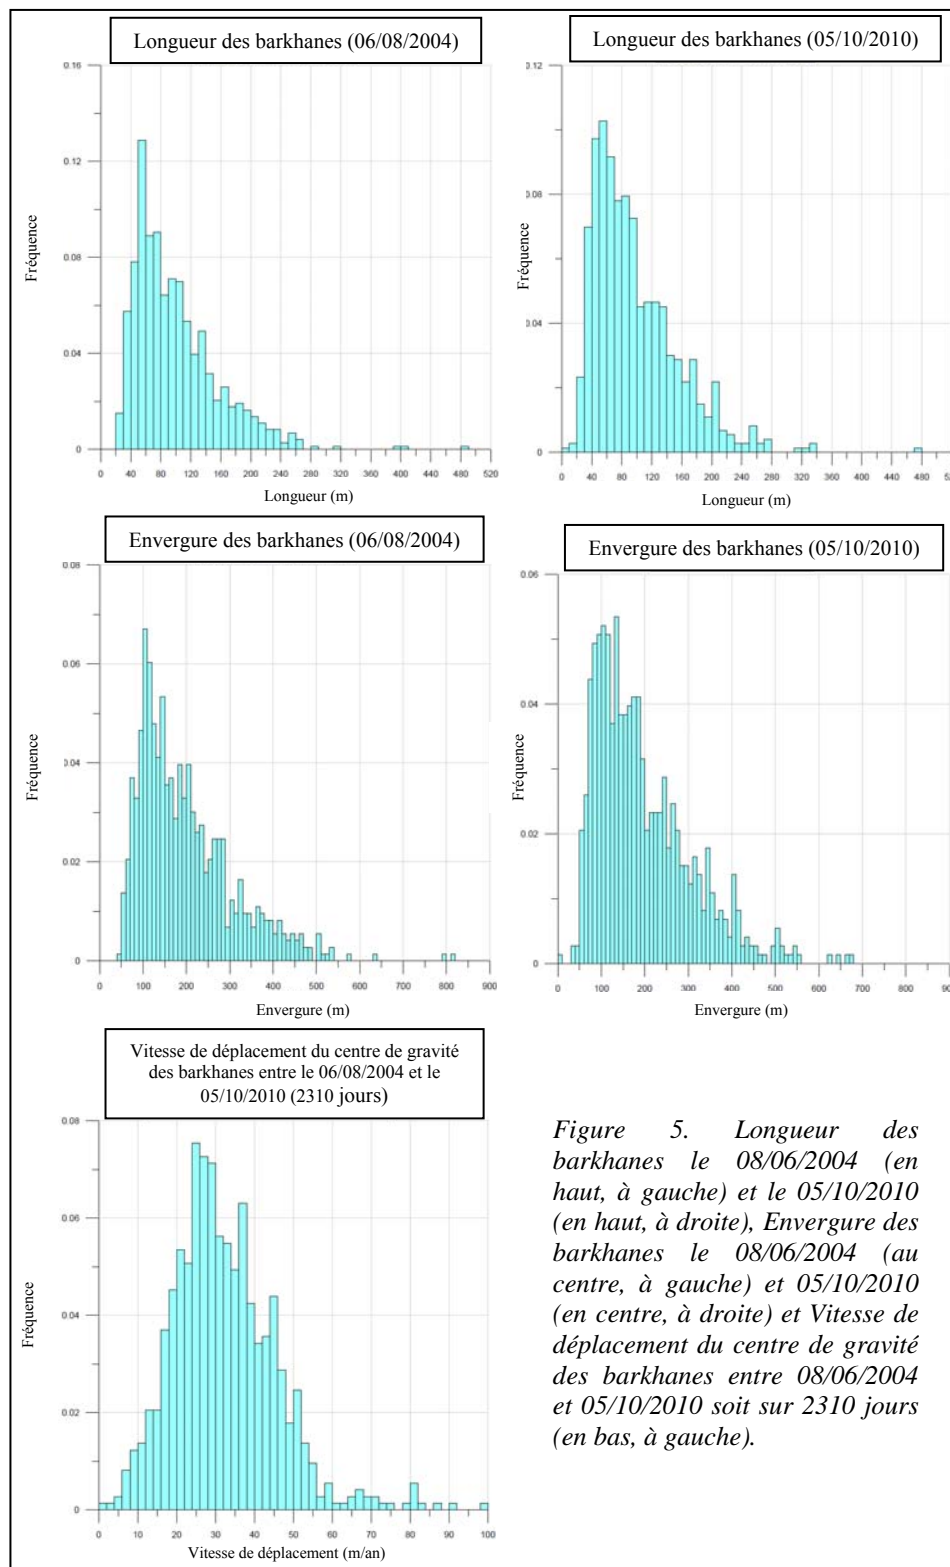 Longueur des barkhanes (06/08/2004)
0.16
0.12
0.08
0.04
0
Fréquence
0 40 80 120 160 200 240 280 320 360 400 440 480 520
Longueur (m)
Longueur des barkhanes (05/10/2010)
0.12
0.08
0.04
0
Fréquence
0 40 80 120 160 200 240 280 320 360 400 440 480
Longueur (m)
Envergure des barkhanes (06/08/2004)
0.08
0.06
0.04
0.02
0
Fréquence
100 200 300 400 500 600 700 800 900
Envergure (m)
Envergure des barkhanes (05/10/2010)
0.06
0.04
0.02
0
Fréquence
0 100 200 300 400 500 600 700 800 900
Envergure (m)
Vitesse de déplacement du centre de gravité
des barkhanes entre le 06/08/2004 et le
05/10/2010 (2310 jours)
0.08
0.06
0.04
0.02
0
Fréquence
0 10 20 30 40 50 60 70 80 90 100
Vitesse de déplacement (m/an)
Figure 5. Longueur des
barkhanes le 08/06/2004 (en
haut, à gauche) et le 05/10/2010
(en haut, à droite), Envergure des
barkhanes le 08/06/2004 (au
centre, à gauche) et 05/10/2010
(en centre, à droite) et Vitesse de
déplacement du centre de gravité
des barkhanes entre 08/06/2004
et 05/10/2010 soit sur 2310 jours
(en bas, à gauche).